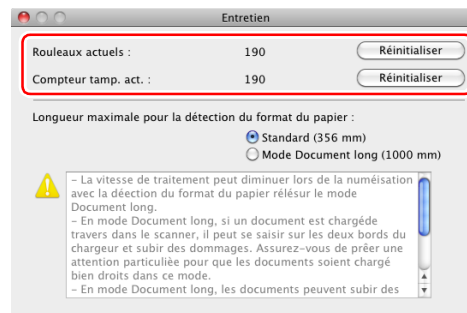 Entretien
Rouleaux actuels : 190 Réinitialiser
Compteur tamp. act. : 190 Réinitialiser
Longueur maximale pour la détection du format du papier :
Standard (356 mm)
Mode Document long (1000 mm)
– La vitesse de traitement peut diminuer lors de la numéisation
avec la déection du format du papier rélésur le mode
Document long.
– En mode Document long, si un document est chargéde
travers dans le scanner, il peut se saisir sur les deux bords du
chargeur et subir des dommages. Assurez-vous de prêer une
attention particulièe pour que les documents soient chargé
bien droits dans ce mode.
– En mode Document long, les documents peuvent subir des